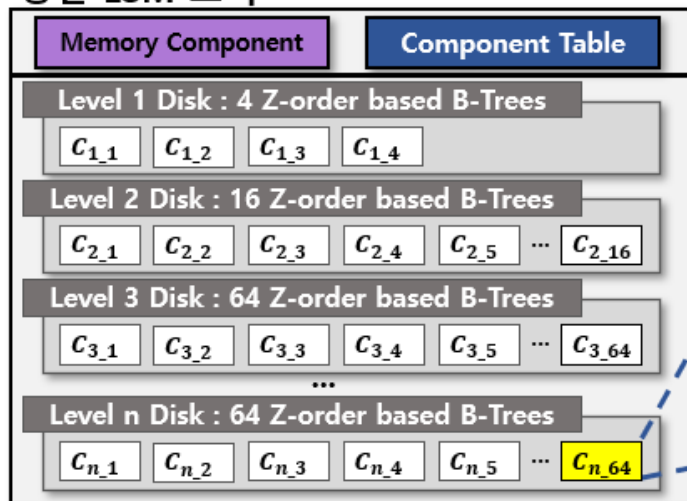 LSM
Memory Component Component Table
Level 1 Disk : 4 Z-order based B-Trees
C1_1 C1_2 C1_3 C1_4
Level 2 Disk : 16 Z-order based B-Trees
C2_1 C2_2 C2_3 C2_4 C2_5 ··· C2_16
Level 3 Disk : 64 Z-order based B-Trees
C3_1 C3_2 C3_3 C3_4 C3_5 ··· C3_64
...
Level n Disk : 64 Z-order based B-Trees
Cn_1 Cn_2 Cn_3 Cn_4 Cn_5 ··· Cn_64